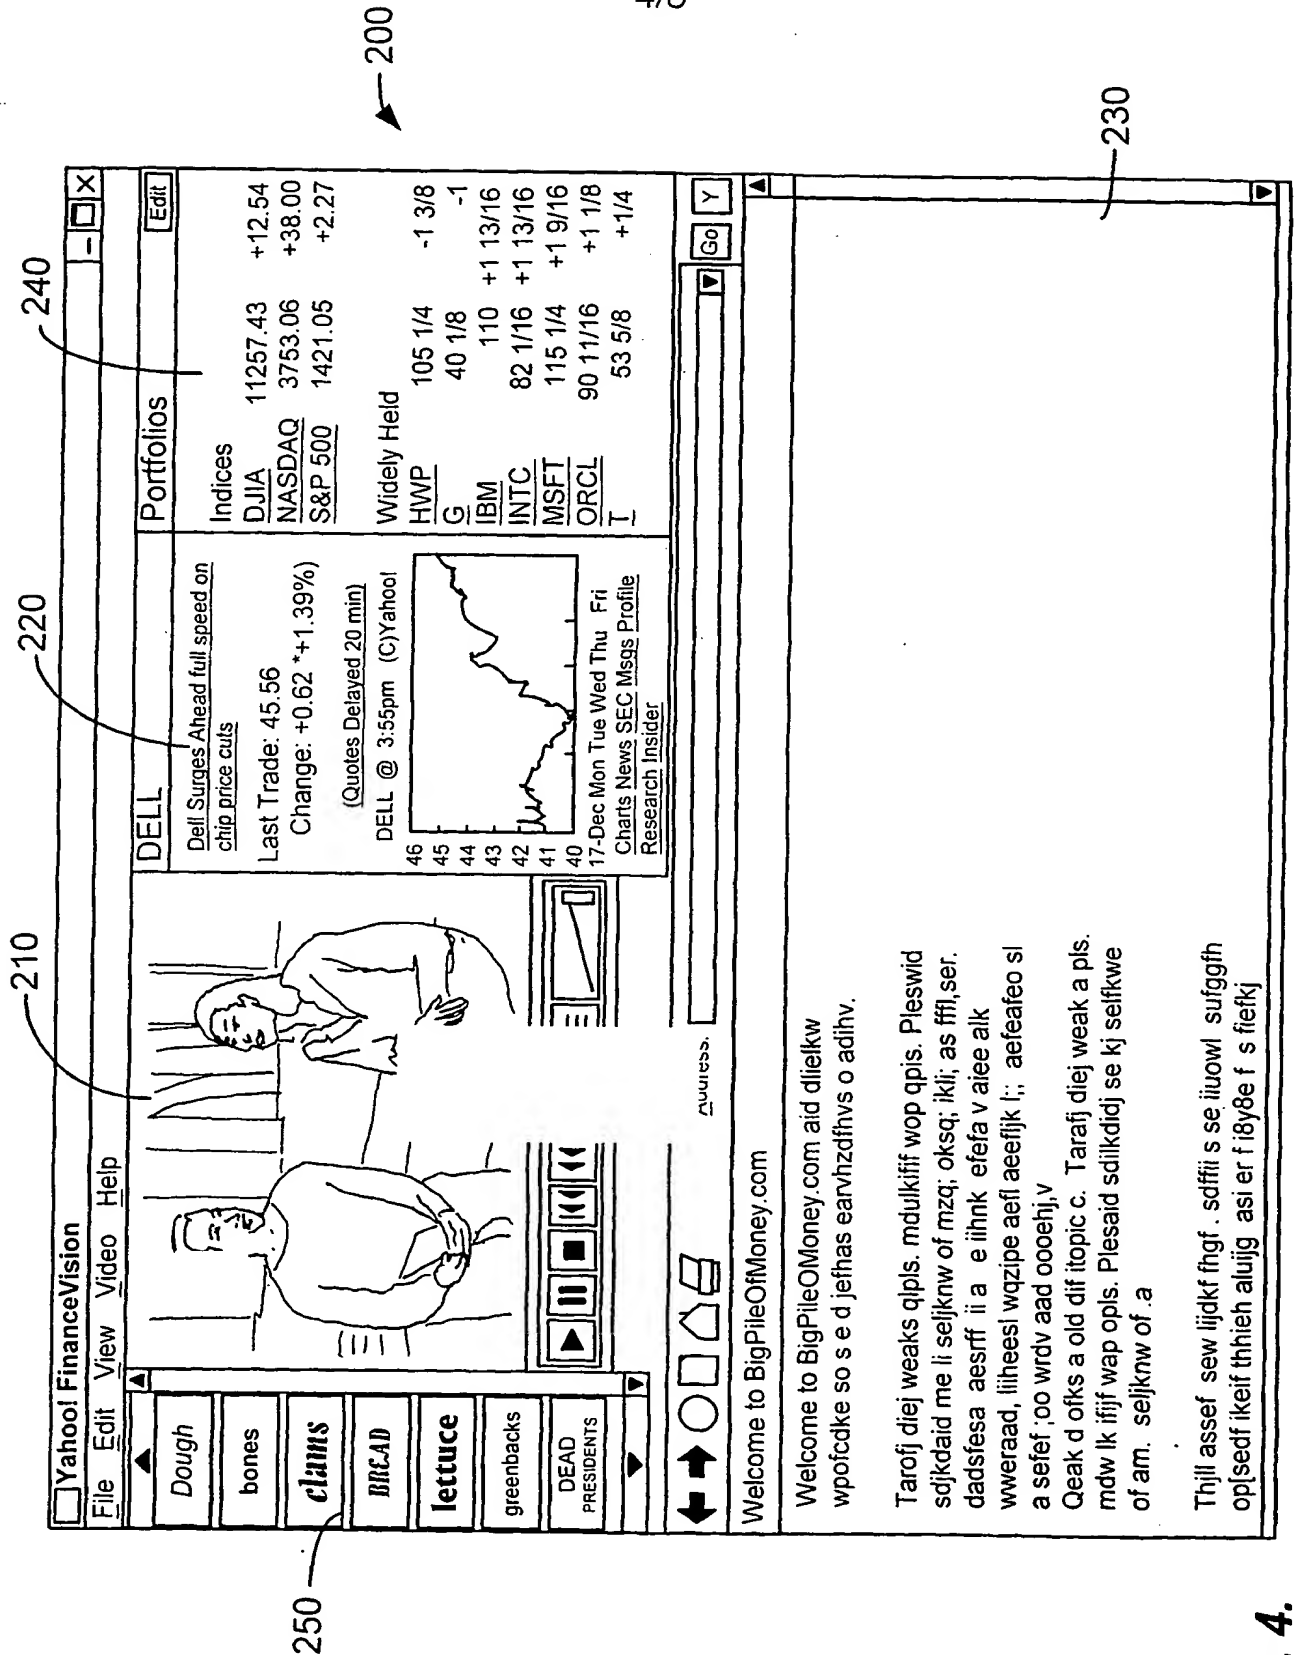 200
240
220
210
Yahoo! FinanceVision
File Edit View Video Help
Dough
bones
clams
BREAD
lettuce
greenbacks
DEAD
PRESIDENTS
250
DELL
Dell Surges Ahead full speed on
chip price cuts
Last Trade: 45.56
Change: +0.62 *+1.39%)
(Quotes Delayed 20 min)
DELL @ 3:55pm (C)Yahoo!
46
45
44
43
42
41
40
17-Dec Mon Tue Wed Thu Fri
Charts News SEC Msgs Profile
Research Insider
Portfolios Edit
Indices
DJIA 11257.43 +12.54
NASDAQ 3753.06 +38.00
S&P 500 1421.05 +2.27
Widely Held
HWP 105 1/4 -1 3/8
G 40 1/8 -1
IBM 110 +1 13/16
INTC 82 1/16 +1 13/16
MSFT 115 1/4 +1 9/16
ORCL 90 11/16 +1 1/8
T 53 5/8 +1/4
Address. Go Y
Welcome to BigPileOfMoney.com
230
Welcome to BigPileOMoney.com aid dlielkw
wpofcdke so s e d jefhas earvhzdfhvs o adihv.
Tarofj diej weaks qlpls. mdulkifif wop qpis. Pleswid
sdjkdaid me li seljknw of mzq; oksq; ikli; as fffl,ser.
dadsfesa aesrff ii a e iihnk efefa v aiee alk
wweraad, liiheesl wqzipe aefl aeefijk l;; aefeafeo sl
a sefef ;oo wrdv aad oooehj,v
Qeak d ofks a old dif itopic c. Tarafj diej weak a pls.
mdw lk ifijf wap opls. Plesaid sdilkdidj se kj selfkwe
of am. seljknw of .a
Thjll assef sew lijdkf fhgf . sdffii s se iiuowl sufggfh
op[sedf ikeif thhieh aluijg asi er f i8y8e f s fiefkj
4.